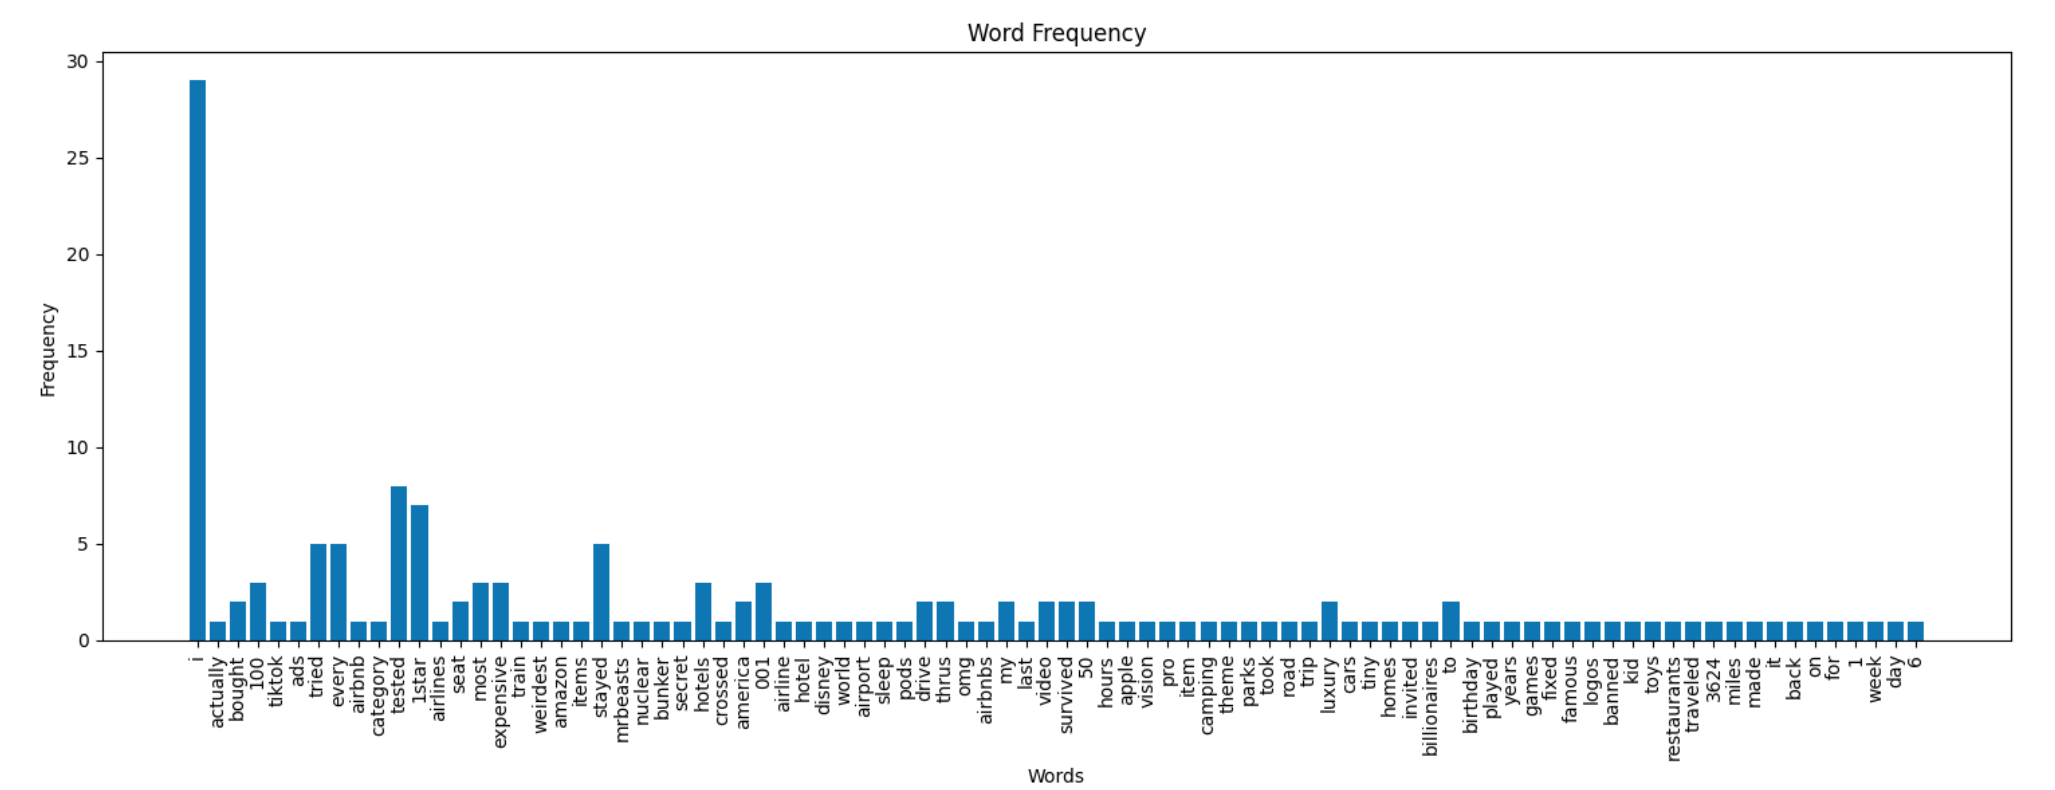 Word Frequency
30
25
20
15
10
5
0
Frequency
i
actually
bought
100
tiktok
ads
tried
every
airbnb
category
tested
1star
airlines
seat
most
expensive
train
weirdest
amazon
items
stayed
mrbeasts
nuclear
bunker
secret
hotels
crossed
america
001
airline
hotel
disney
world
airport
sleep
pods
drive
thrus
omg
airbnbs
my
last
video
survived
50
hours
apple
vision
pro
item
camping
theme
parks
took
road
trip
luxury
cars
tiny
homes
invited
billionaires
to
birthday
played
years
games
fixed
famous
logos
banned
kid
toys
restaurants
traveled
3624
miles
made
it
back
on
for
1
week
day
6
Words